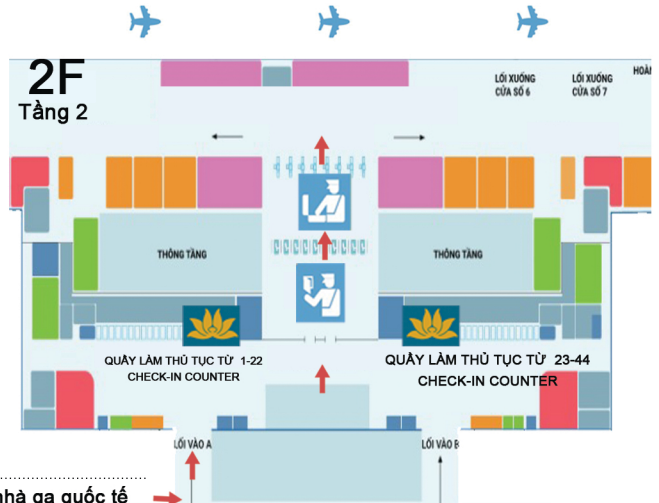 2F
Tầng 2
LỐI XUỐNG
CỬA SỐ 6
LỐI XUỐNG
CỬA SỐ 7
THÔNG TẦNG
THÔNG TẦNG
QUẦY LÀM THỦ TỤC TỪ 1-22
CHECK-IN COUNTER
QUẦY LÀM THỦ TỤC TỪ 23-44
CHECK-IN COUNTER
LỐI VÀO A
LỐI VÀO B
nhà ga quốc tế